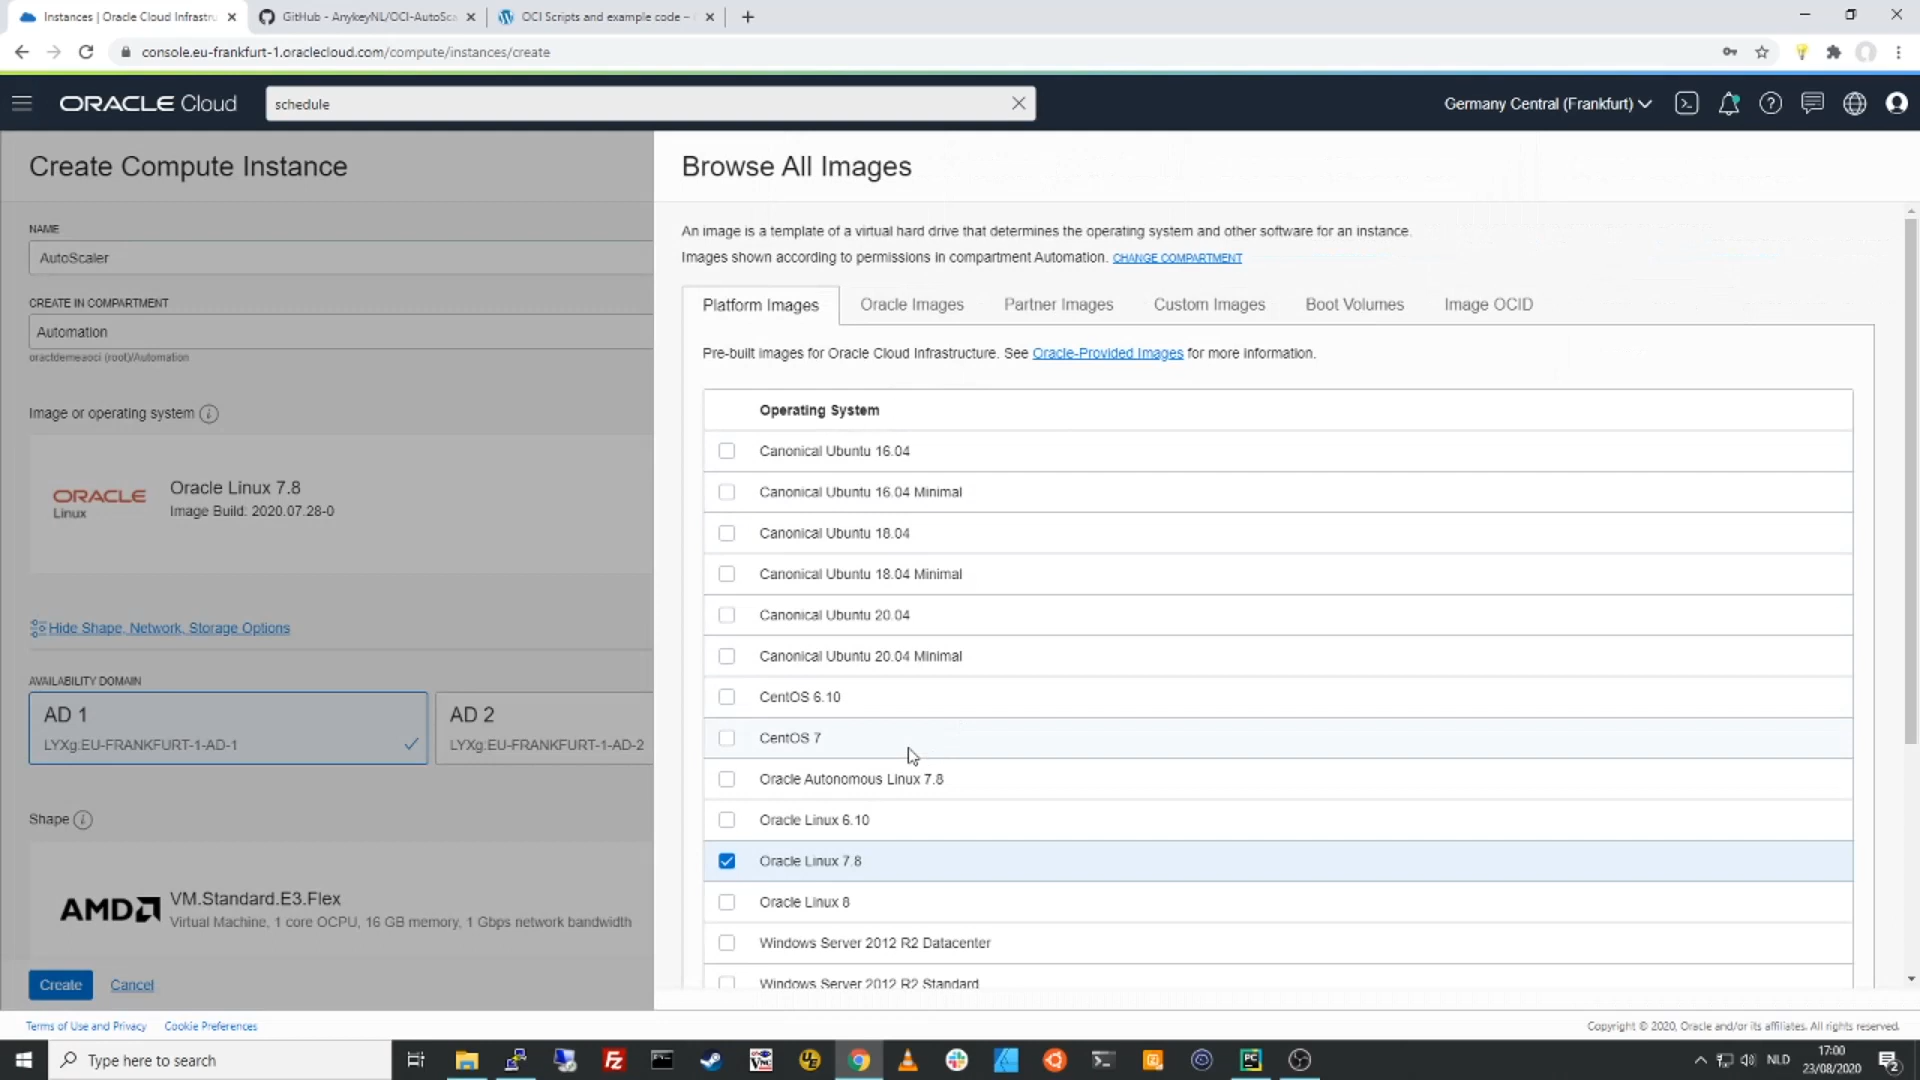 Instances | Oracle Cloud Infrastru
GitHub - AnykeyNL/OCI-AutoSca
OCI Scripts and example code –
console.eu-frankfurt-1.oraclecloud.com/compute/instances/create
ORACLE Cloud
schedule
Germany Central (Frankfurt)
Create Compute Instance
NAME
AutoScaler
CREATE IN COMPARTMENT
Automation
oractdemeaoci (root)/Automation
Image or operating system
ORACLE
Linux
Oracle Linux 7.8
Image Build: 2020.07.28-0
Hide Shape, Network, Storage Options
AVAILABILITY DOMAIN
AD 1
LYXg:EU-FRANKFURT-1-AD-1
AD 2
LYXg:EU-FRANKFURT-1-AD-2
Shape
AMD
VM.Standard.E3.Flex
Virtual Machine, 1 core OCPU, 16 GB memory, 1 Gbps network bandwidth
Create
Cancel
Browse All Images
An image is a template of a virtual hard drive that determines the operating system and other software for an instance.
Images shown according to permissions in compartment Automation. CHANGE COMPARTMENT
Platform Images
Oracle Images
Partner Images
Custom Images
Boot Volumes
Image OCID
Pre-built images for Oracle Cloud Infrastructure. See Oracle-Provided Images for more information.
Operating System
Canonical Ubuntu 16.04
Canonical Ubuntu 16.04 Minimal
Canonical Ubuntu 18.04
Canonical Ubuntu 18.04 Minimal
Canonical Ubuntu 20.04
Canonical Ubuntu 20.04 Minimal
CentOS 6.10
CentOS 7
Oracle Autonomous Linux 7.8
Oracle Linux 6.10
Oracle Linux 7.8
Oracle Linux 8
Windows Server 2012 R2 Datacenter
Windows Server 2012 R2 Standard
Terms of Use and Privacy
Cookie Preferences
Copyright © 2020, Oracle and/or its affiliates. All rights reserved.
Type here to search
NLD
17:00
23/08/2020
2